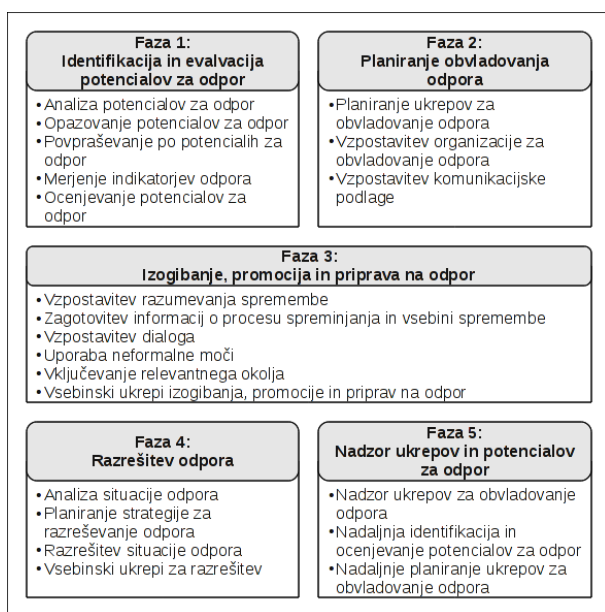 Faza 1:
Identifikacija in evalvacija
potencialov za odpor
•Analiza potencialov za odpor
•Opazovanje potencialov za odpor
•Povpraševanje po potencialih za
odpor
•Merjenje indikatorjev odpora
•Ocenjevanje potencialov za
odpor
Faza 2:
Planiranje obvladovanja
odpora
•Planiranje ukrepov za
obvladovanje odpora
•Vzpostavitev organizacije za
obvladovanje odpora
•Vzpostavitev komunikacijske
podlage
Faza 3:
Izogibanje, promocija in priprava na odpor
•Vzpostavitev razumevanja spremembe
•Zagotovitev informacij o procesu spreminjanja in vsebini spremembe
•Vzpostavitev dialoga
•Uporaba neformalne moči
•Vključevanje relevantnega okolja
•Vsebinski ukrepi izogibanja, promocije in priprav na odpor
Faza 4:
Razrešitev odpora
•Analiza situacije odpora
•Planiranje strategije za
razreševanje odpora
•Razrešitev situacije odpora
•Vsebinski ukrepi za razrešitev
Faza 5:
Nadzor ukrepov in potencialov
za odpor
•Nadzor ukrepov za obvladovanje
odpora
•Nadaljnja identifikacija in
ocenjevanje potencialov za odpor
•Nadaljnje planiranje ukrepov za
obvladovanje odpora